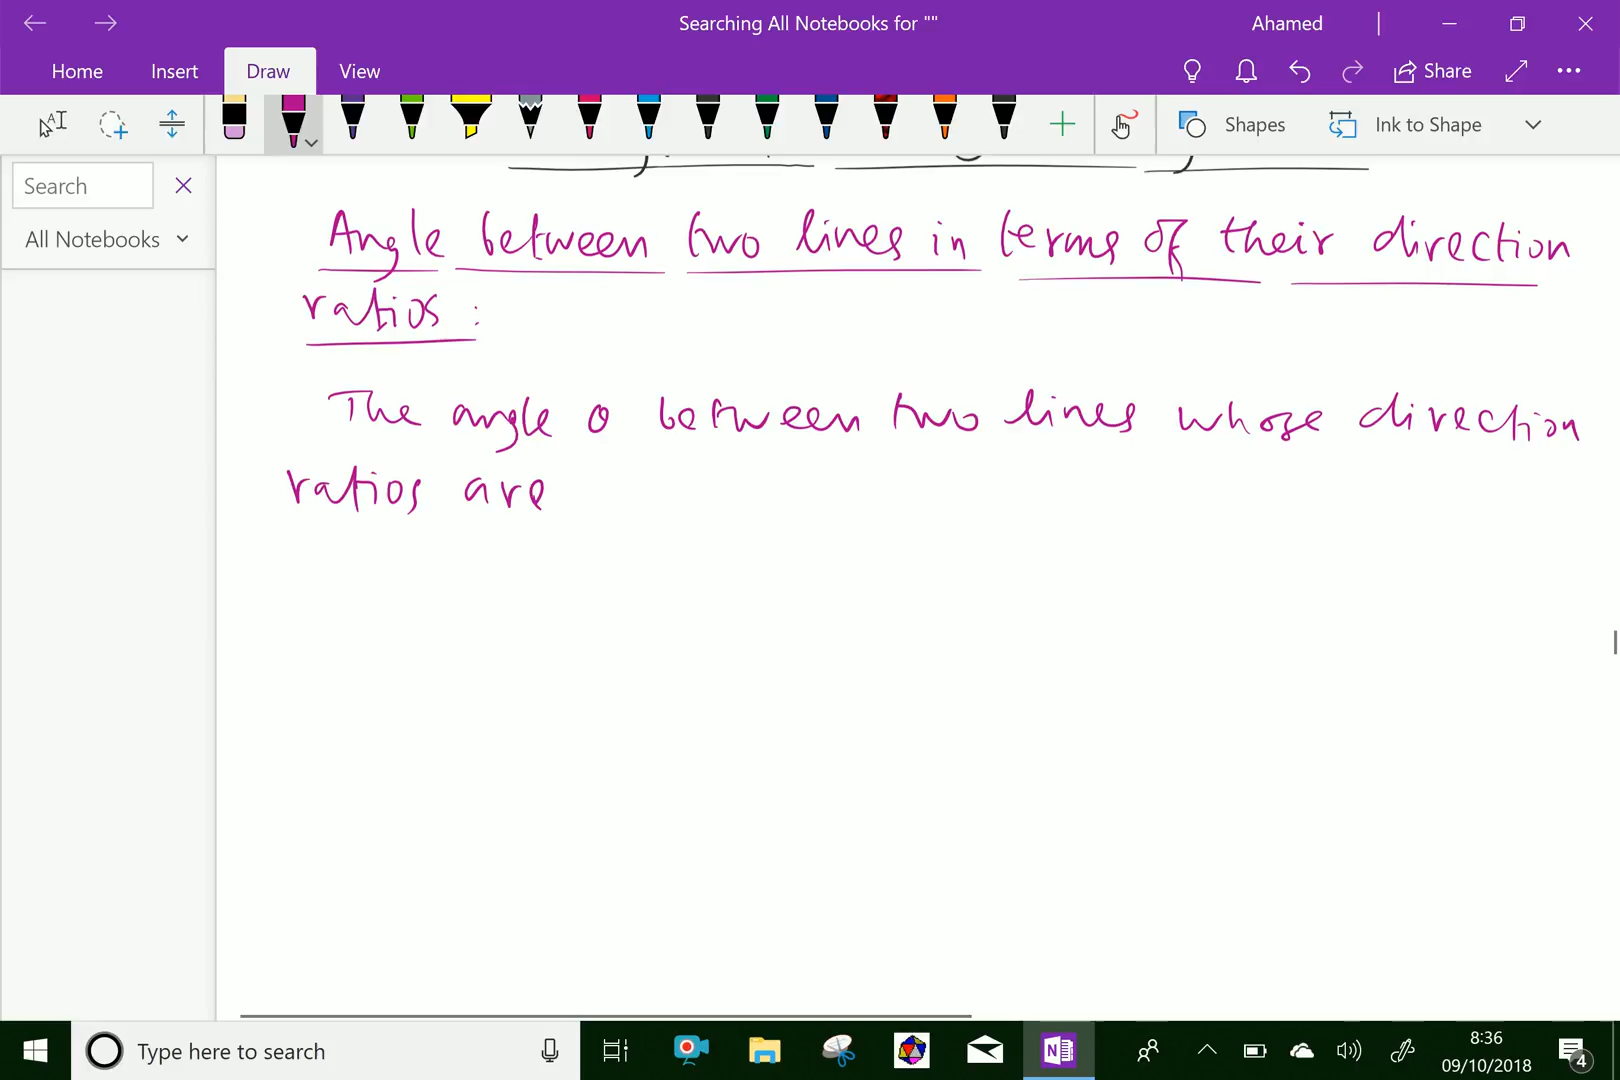 Searching All Notebooks for ""
Ahamed
Home Insert Draw View
Share
Shapes
Ink to Shape
Search
All Notebooks
Angle between two lines in terms of their direction
ratios :
The angle θ between two lines whose direction
ratios are
Type here to search
N
8:36
09/10/2018
4